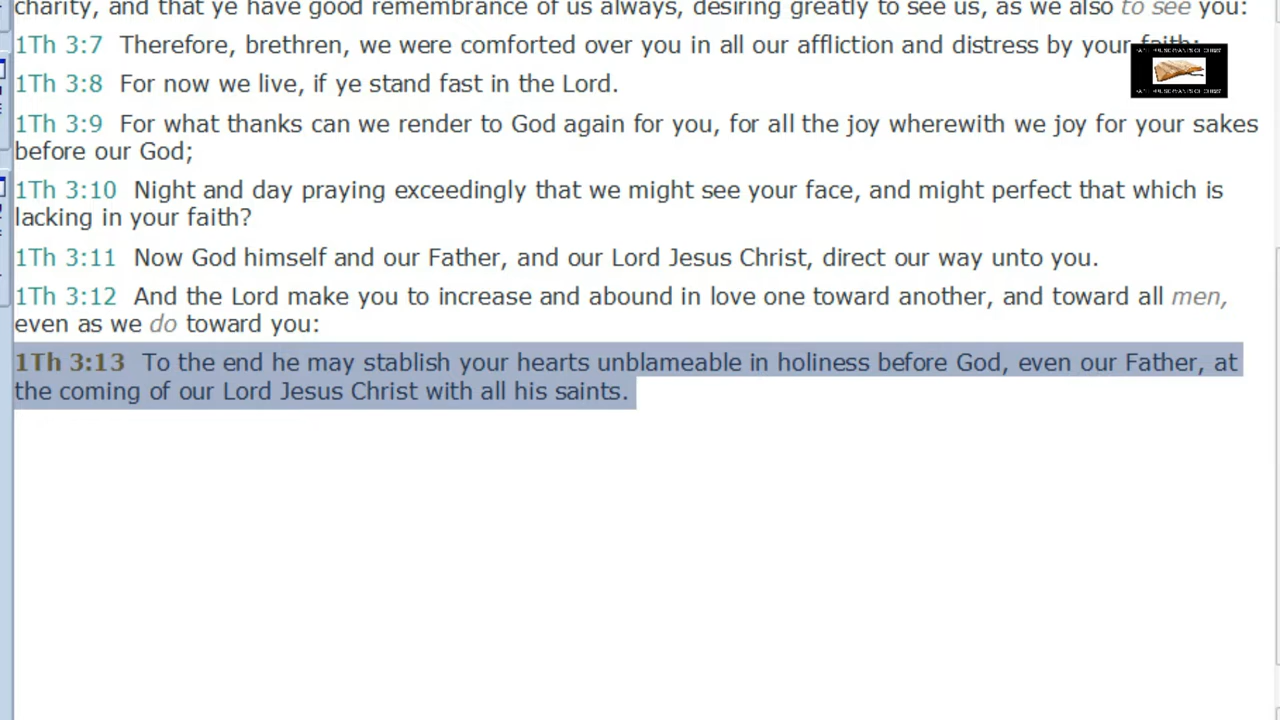 charity, and that ye have good remembrance of us always, desiring greatly to see us, as we also to see you:
1Th 3:7 Therefore, brethren, we were comforted over you in all our affliction and distress by your faith:
1Th 3:8 For now we live, if ye stand fast in the Lord.
1Th 3:9 For what thanks can we render to God again for you, for all the joy wherewith we joy for your sakes
before our God;
1Th 3:10 Night and day praying exceedingly that we might see your face, and might perfect that which is
lacking in your faith?
1Th 3:11 Now God himself and our Father, and our Lord Jesus Christ, direct our way unto you.
1Th 3:12 And the Lord make you to increase and abound in love one toward another, and toward all men,
even as we do toward you:
1Th 3:13 To the end he may stablish your hearts unblameable in holiness before God, even our Father, at
the coming of our Lord Jesus Christ with all his saints.